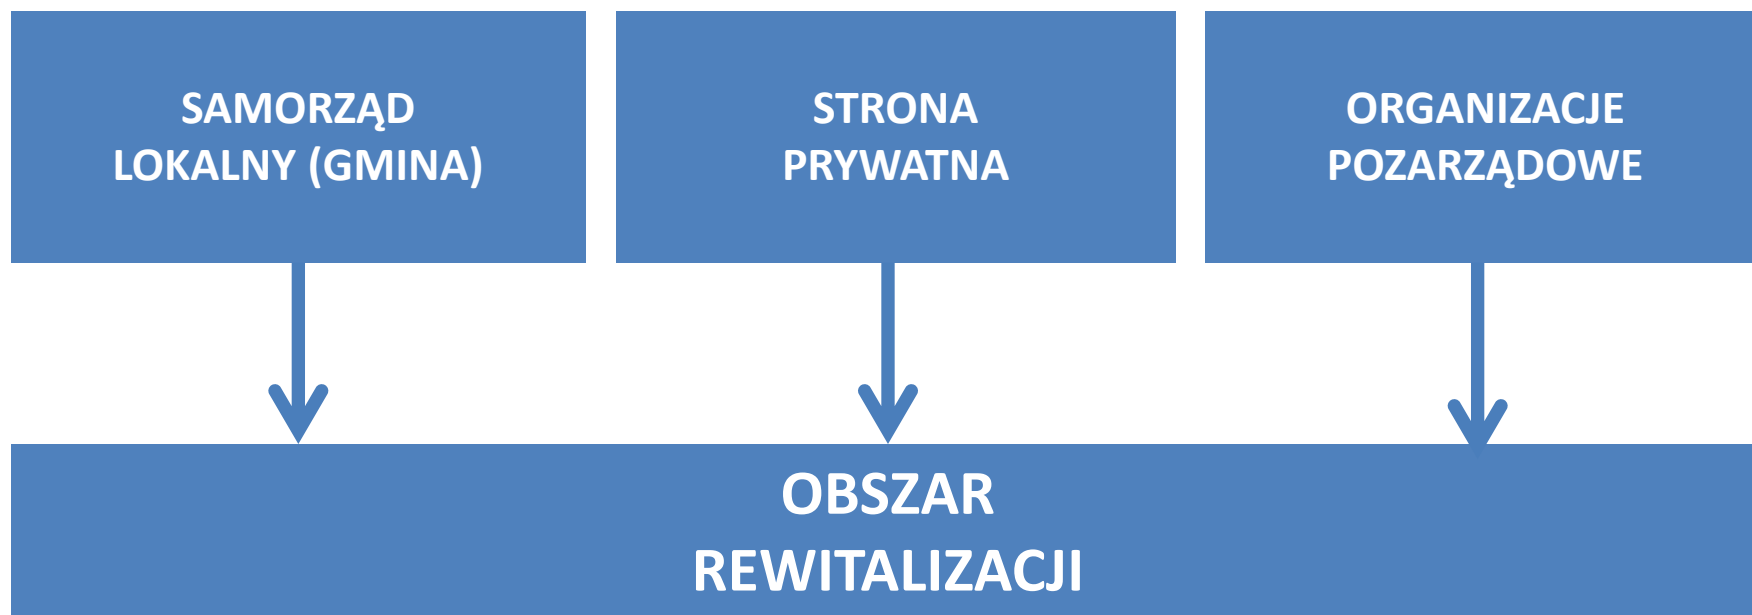 SAMORZĄD
LOKALNY (GMINA)
STRONA
PRYWATNA
ORGANIZACJE
POZARZĄDOWE
OBSZAR
REWITALIZACJI